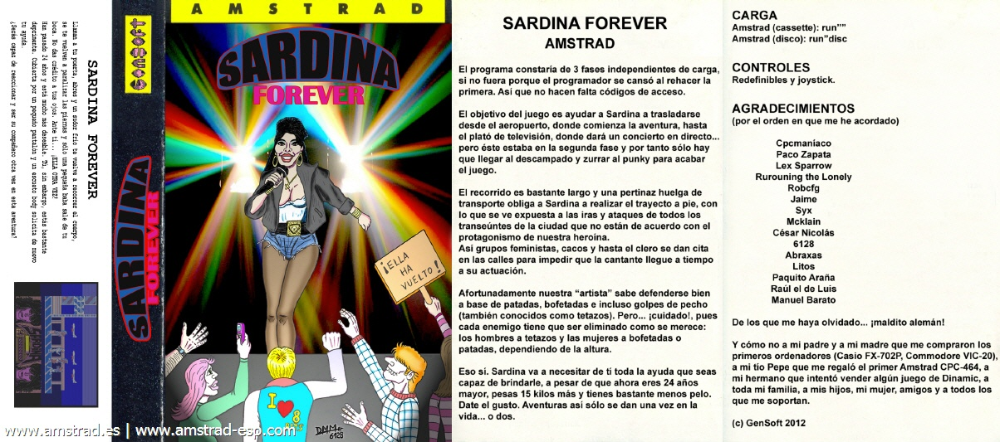 SARDINA FOREVER
Llaman a tu puerta, abres y un sudor frío te vuelve a recorrer el cuerpo,
se te vuelven a paralizar las piernas y sólo una pequeña baba sale de tu
boca. No das crédito a tus ojos. Ante ti... ¡ELLA OTRA VEZ!
Han pasado 24 años y está mucho más deseable. Tú, sin embargo, estás bastante
deprimente. Cubierta por un pequeño pantalón y un escueto body solicita de nuevo
tu ayuda.
¿Serás capaz de reaccionar y ser su compañero otra vez en esta aventura?
GENSOFT
SARDINA
FOREVER
AMSTRAD
SARDINA
FOREVER
¡ELLA
HA
VUELTO!
I ♥ 8
BITS
DMM
6128
SARDINA FOREVER
AMSTRAD
El programa constaría de 3 fases independientes de carga,
si no fuera porque el programador se cansó al rehacer la
primera. Así que no hacen falta códigos de acceso.
El objetivo del juego es ayudar a Sardina a trasladarse
desde el aeropuerto, donde comienza la aventura, hasta
el plató de televisión, donde dará un concierto en directo...
pero éste estaba en la segunda fase y por tanto sólo hay
que llegar al descampado y zurrar al punky para acabar
el juego.
El recorrido es bastante largo y una pertinaz huelga de
transporte obliga a Sardina a realizar el trayecto a pie, con
lo que se ve expuesta a las iras y ataques de todos los
transeúntes de la ciudad que no están de acuerdo con el
protagonismo de nuestra heroína.
Así grupos feministas, cacos y hasta el clero se dan cita
en las calles para impedir que la cantante llegue a tiempo
a su actuación.
Afortunadamente nuestra “artista” sabe defenderse bien
a base de patadas, bofetadas e incluso golpes de pecho
(también conocidos como tetazos). Pero... ¡cuidado!, pues
cada enemigo tiene que ser eliminado como se merece:
los hombres a tetazos y las mujeres a bofetadas o
patadas, dependiendo de la altura.
Eso sí. Sardina va a necesitar de ti toda la ayuda que seas
capaz de brindarle, a pesar de que ahora eres 24 años
mayor, pesas 15 kilos más y tienes bastante menos pelo.
Date el gusto. Aventuras así sólo se dan una vez en la
vida... o dos.
CARGA
Amstrad (cassette): run””
Amstrad (disco): run”disc
CONTROLES
Redefinibles y joystick.
AGRADECIMIENTOS
(por el orden en que me he acordado)
Cpcmaniaco
Paco Zapata
Lex Sparrow
Rurouning the Lonely
Robcfg
Jaime
Syx
Mcklain
César Nicolás
6128
Abraxas
Litos
Paquito Araña
Raúl el de Luis
Manuel Barato
De los que me haya olvidado... ¡maldito alemán!
Y cómo no a mi padre y a mi madre que me compraron los
primeros ordenadores (Casio FX-702P, Commodore VIC-20),
a mi tío Pepe que me regaló el primer Amstrad CPC-464, a
mi hermano que intentó vender algún juego de Dinamic, a
toda mi familia, a mis hijos, mi mujer, amigos y a todos los
que me soportan.
(c) GenSoft 2012
www.amstrad.es | www.amstrad-esp.com